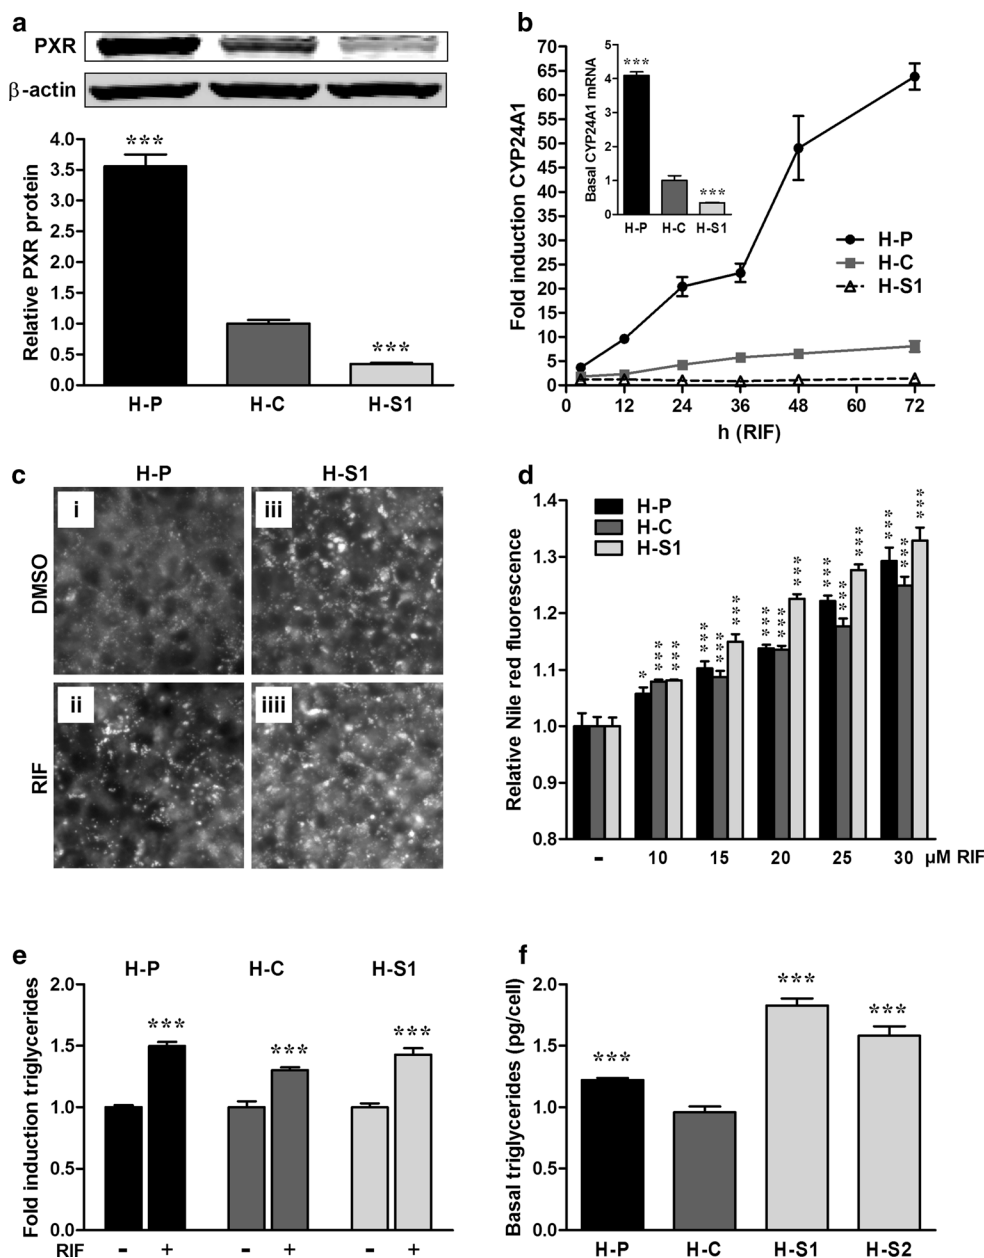 a
PXR
β-actin
Relative PXR protein
4.0
3.5
3.0
2.5
2.0
1.5
1.0
0.5
0.0
***
***
H-P H-C H-S1
b
Fold induction CYP24A1
70
65
60
55
50
45
40
35
30
25
20
15
10
5
0
0 12 24 36 48 60 72
h (RIF)
Basal CYP24A1 mRNA
5
4
3
2
1
0
***
***
H-P H-C H-S1
H-P
H-C
H-S1
c
H-P H-S1
DMSO
i iii
RIF
ii iiii
d
Relative Nile red fluorescence
1.4
1.3
1.2
1.1
1.0
0.9
0.8
H-P
H-C
H-S1
* *** ***
*** *** ***
*** *** ***
*** *** ***
*** *** ***
- 10 15 20 25 30 µM RIF
e
Fold induction triglycerides
H-P H-C H-S1
2.0
1.5
1.0
0.5
0.0
*** *** ***
RIF - + - + - +
f
Basal triglycerides (pg/cell)
2.0
1.5
1.0
0.5
0.0
*** *** ***
H-P H-C H-S1 H-S2